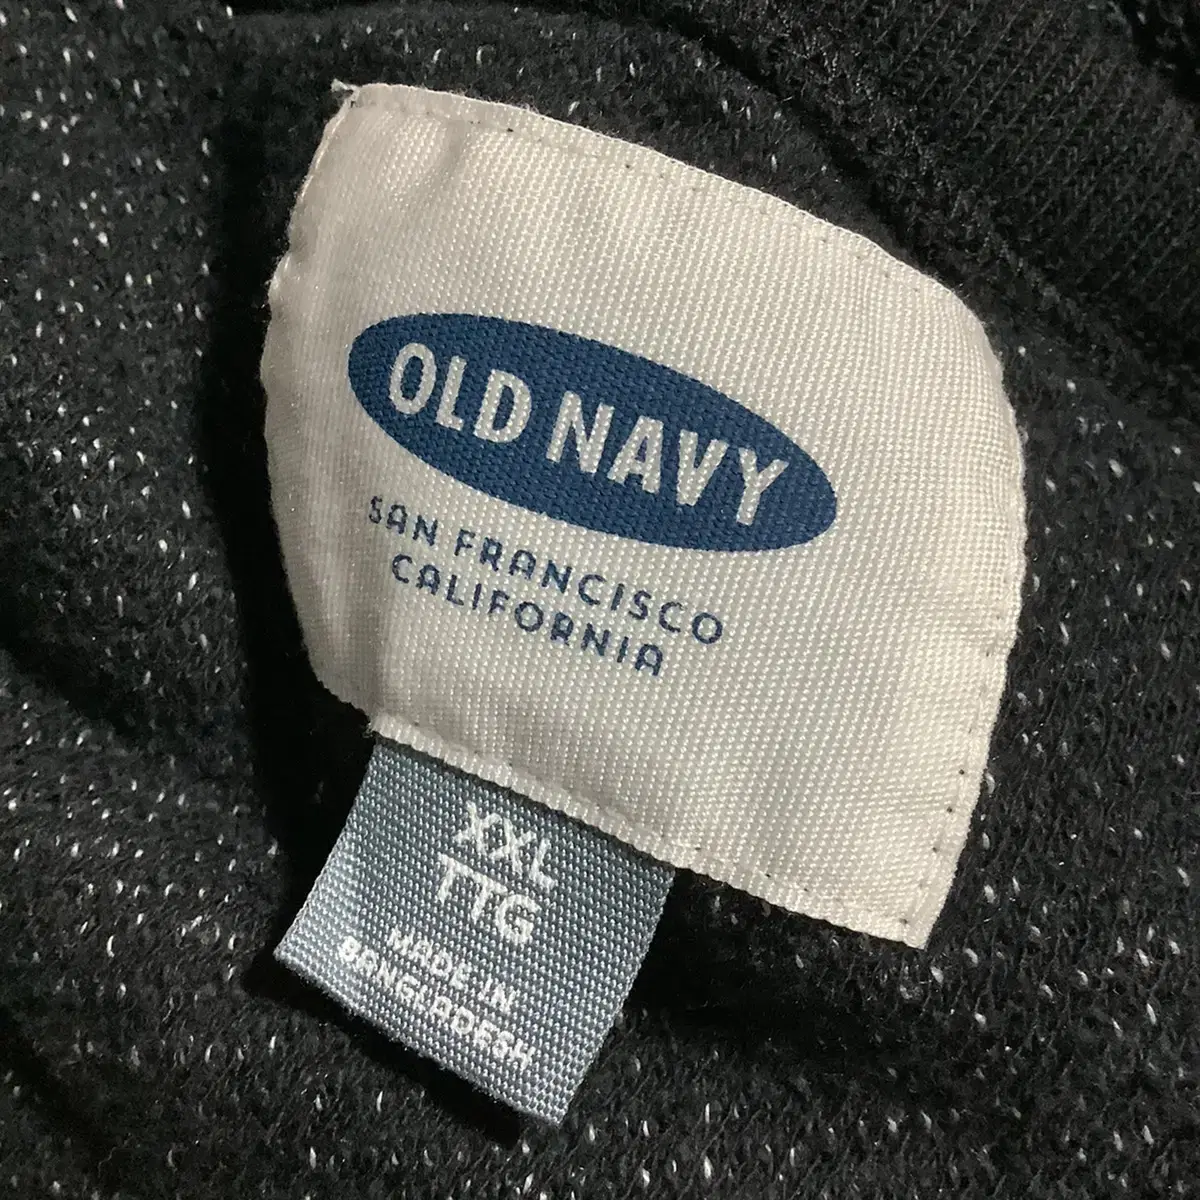 OLD NAVY
SAN FRANCISCO
CALIFORNIA
XXL
TTG
MADE IN
BANGLADESH